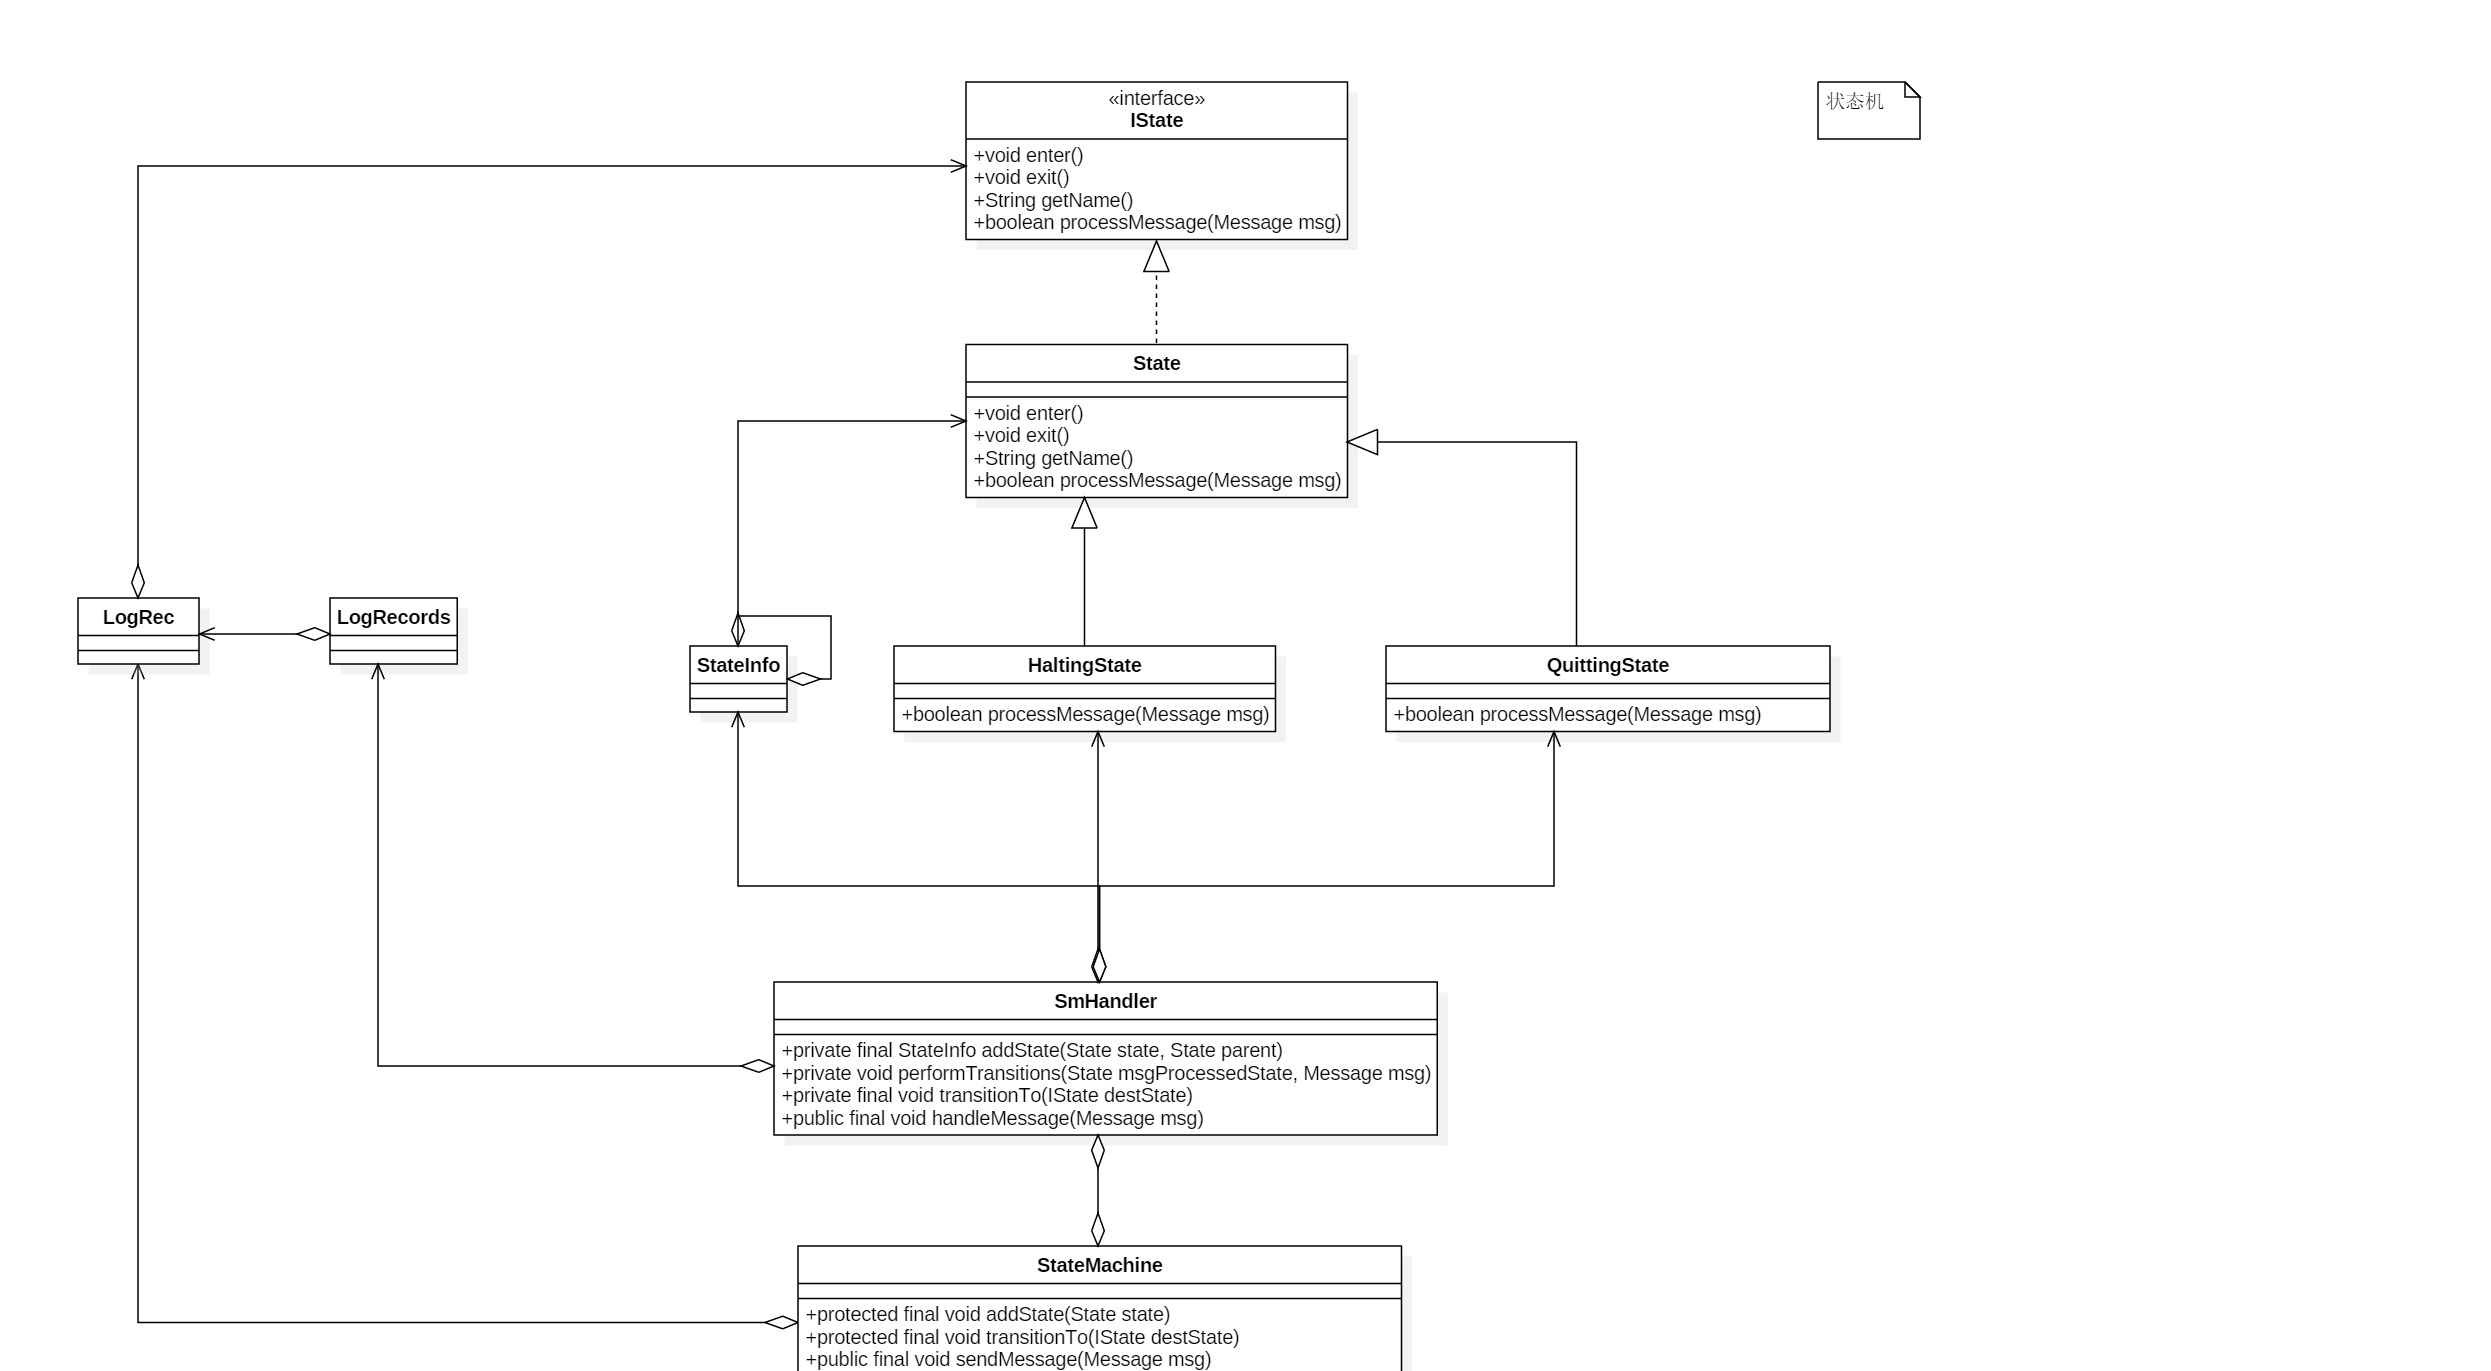 «interface»
IState
+void enter()
+void exit()
+String getName()
+boolean processMessage(Message msg)
状态机
State
+void enter()
+void exit()
+String getName()
+boolean processMessage(Message msg)
LogRec
LogRecords
StateInfo
HaltingState
+boolean processMessage(Message msg)
QuittingState
+boolean processMessage(Message msg)
SmHandler
+private final StateInfo addState(State state, State parent)
+private void performTransitions(State msgProcessedState, Message msg)
+private final void transitionTo(IState destState)
+public final void handleMessage(Message msg)
StateMachine
+protected final void addState(State state)
+protected final void transitionTo(IState destState)
+public final void sendMessage(Message msg)